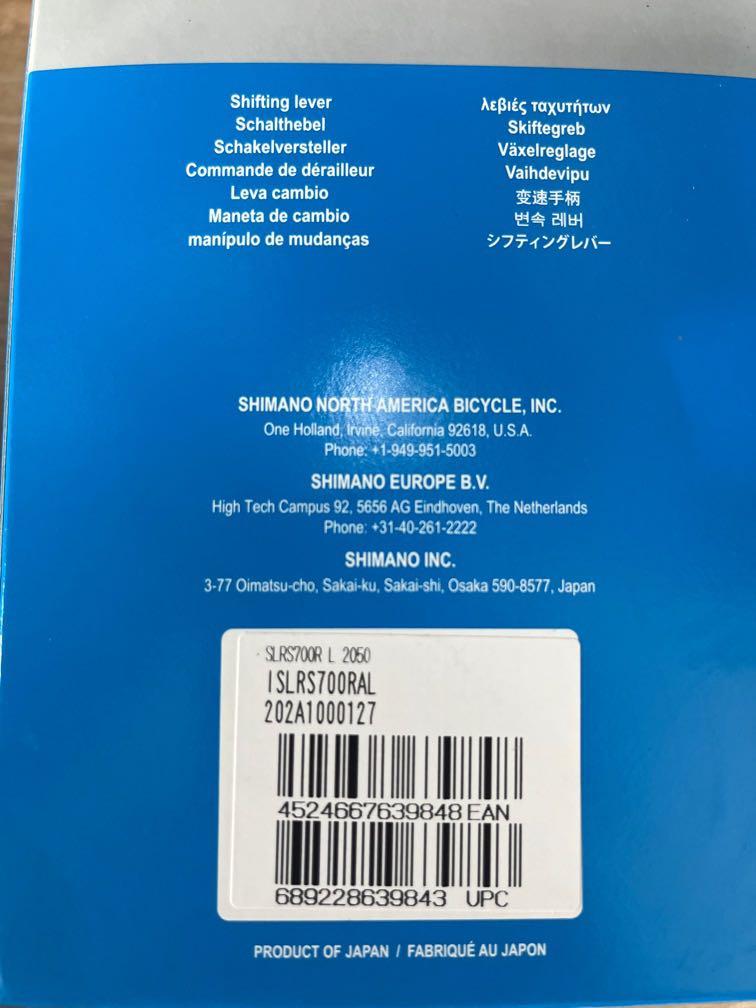 Shifting lever
Schalthebel
Schakelversteller
Commande de dérailleur
Leva cambio
Maneta de cambio
manípulo de mudanças
λεβιές ταχυτήτων
Skiftegreb
Växelreglage
Vaihdevipu
变速手柄
변속 레버
シフティングレバー
SHIMANO NORTH AMERICA BICYCLE, INC.
One Holland, Irvine, California 92618, U.S.A.
Phone: +1-949-951-5003
SHIMANO EUROPE B.V.
High Tech Campus 92, 5656 AG Eindhoven, The Netherlands
Phone: +31-40-261-2222
SHIMANO INC.
3-77 Oimatsu-cho, Sakai-ku, Sakai-shi, Osaka 590-8577, Japan
SLRS700R L 2050
ISLRS700RAL
202A1000127
4524667639848 EAN
689228639843 UPC
PRODUCT OF JAPAN / FABRIQUÉ AU JAPON